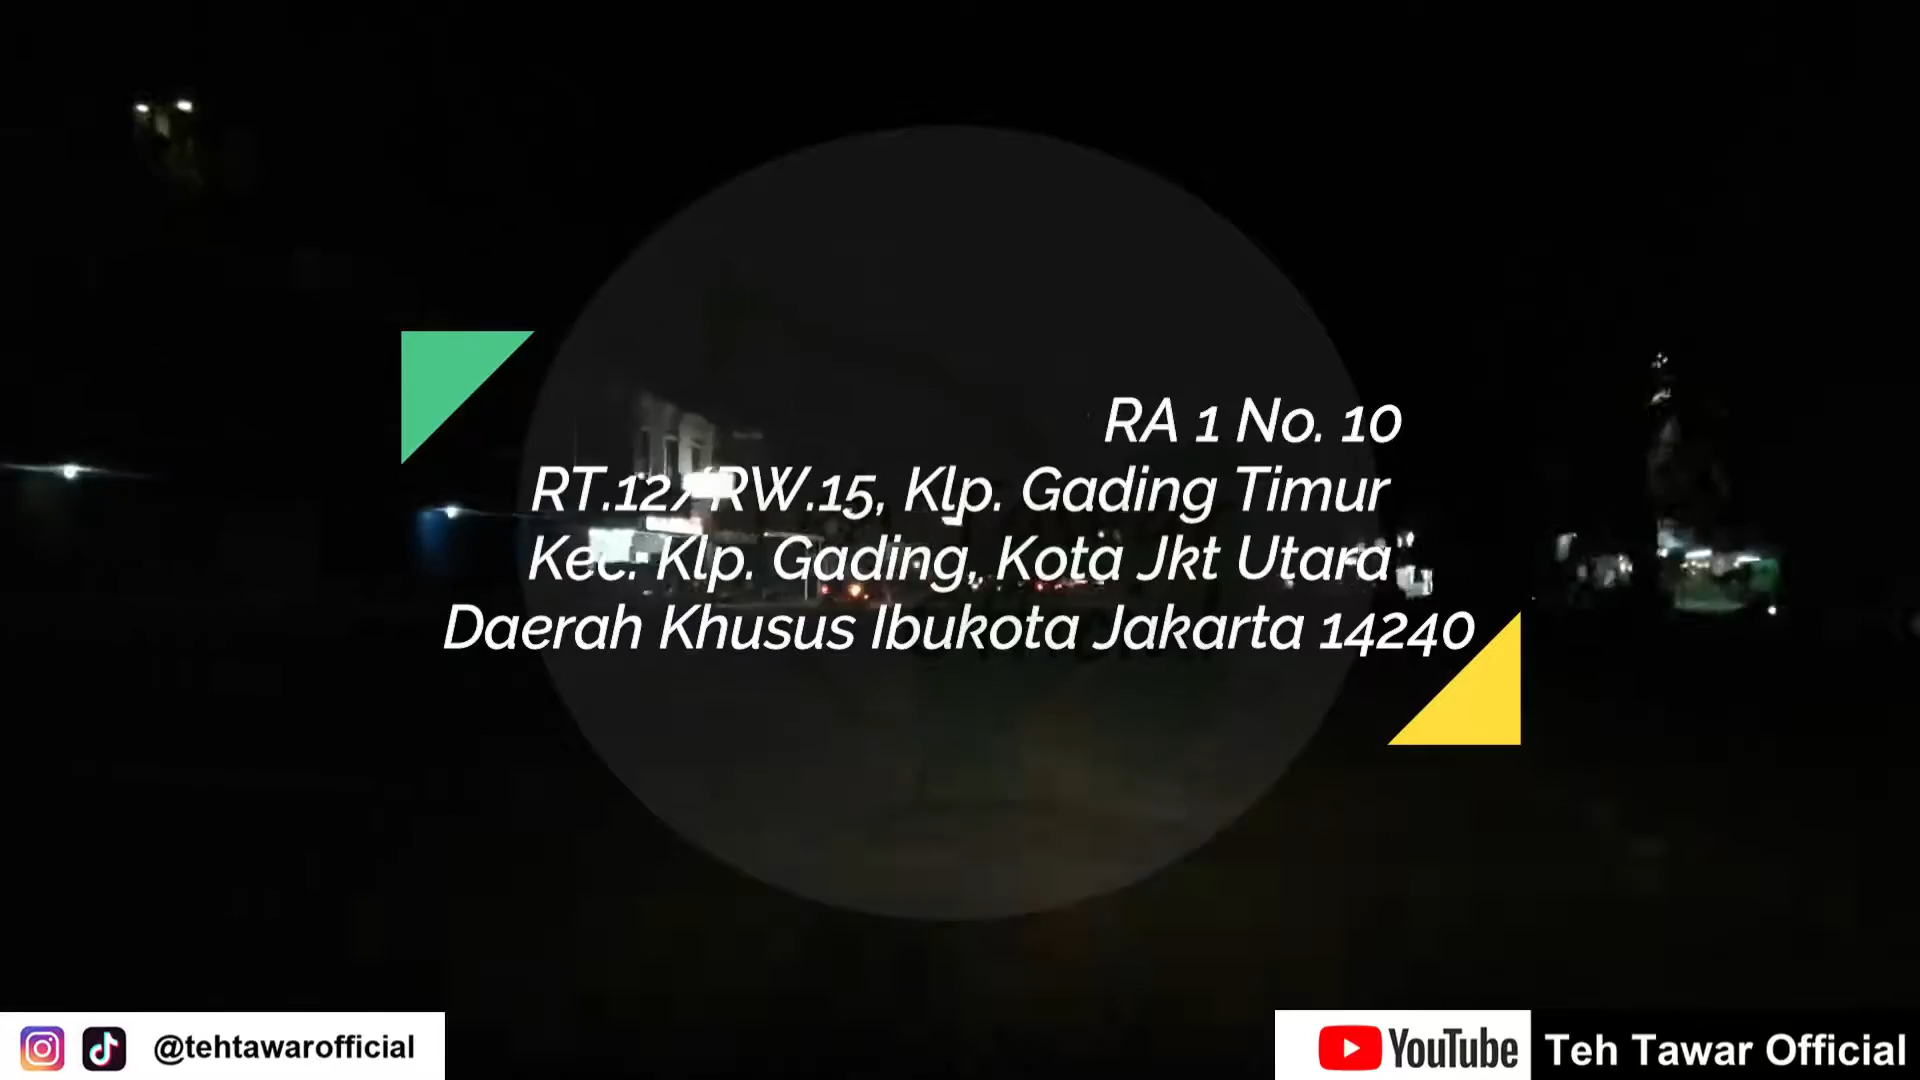 RA 1 No. 10
RT.12/RW.15, Klp. Gading Timur
Kec. Klp. Gading, Kota Jkt Utara
Daerah Khusus Ibukota Jakarta 14240
@tehtawarofficial
YouTube Teh Tawar Official